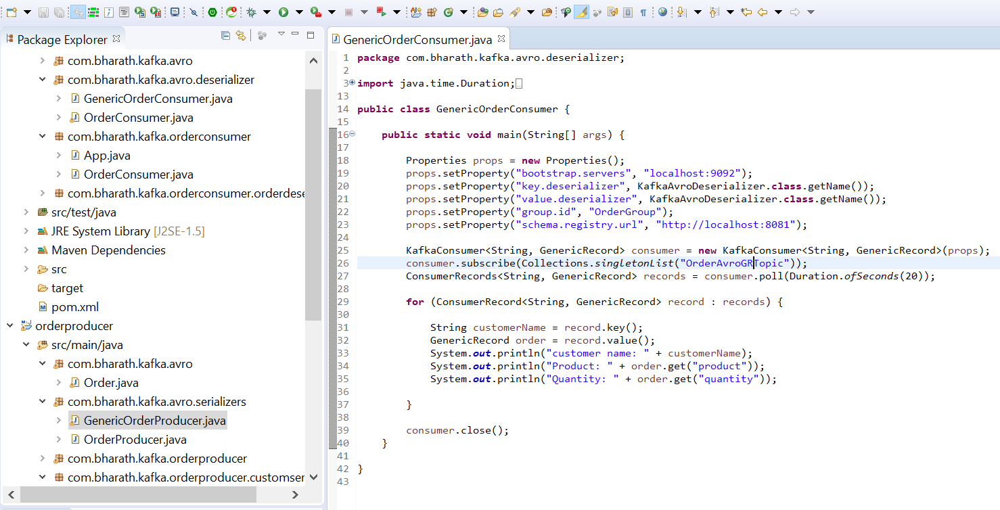 Package Explorer
com.bharath.kafka.avro
com.bharath.kafka.avro.deserializer
GenericOrderConsumer.java
OrderConsumer.java
com.bharath.kafka.orderconsumer
App.java
OrderConsumer.java
com.bharath.kafka.orderconsumer.orderdese
src/test/java
JRE System Library [J2SE-1.5]
Maven Dependencies
src
target
pom.xml
orderproducer
src/main/java
com.bharath.kafka.avro
Order.java
com.bharath.kafka.avro.serializers
GenericOrderProducer.java
OrderProducer.java
com.bharath.kafka.orderproducer
com.bharath.kafka.orderproducer.customser
GenericOrderConsumer.java
1 package com.bharath.kafka.avro.deserializer;
2
3 import java.time.Duration;
13
14 public class GenericOrderConsumer {
15
16 public static void main(String[] args) {
17
18 Properties props = new Properties();
19 props.setProperty("bootstrap.servers", "localhost:9092");
20 props.setProperty("key.deserializer", KafkaAvroDeserializer.class.getName());
21 props.setProperty("value.deserializer", KafkaAvroDeserializer.class.getName());
22 props.setProperty("group.id", "OrderGroup");
23 props.setProperty("schema.registry.url", "http://localhost:8081");
24
25 KafkaConsumer<String, GenericRecord> consumer = new KafkaConsumer<String, GenericRecord>(props);
26 consumer.subscribe(Collections.singletonList("OrderAvroGRTopic"));
27 ConsumerRecords<String, GenericRecord> records = consumer.poll(Duration.ofSeconds(20));
28
29 for (ConsumerRecord<String, GenericRecord> record : records) {
30
31 String customerName = record.key();
32 GenericRecord order = record.value();
33 System.out.println("customer name: " + customerName);
34 System.out.println("Product: " + order.get("product"));
35 System.out.println("Quantity: " + order.get("quantity"));
36
37 }
38
39 consumer.close();
40 }
41
42 }
43